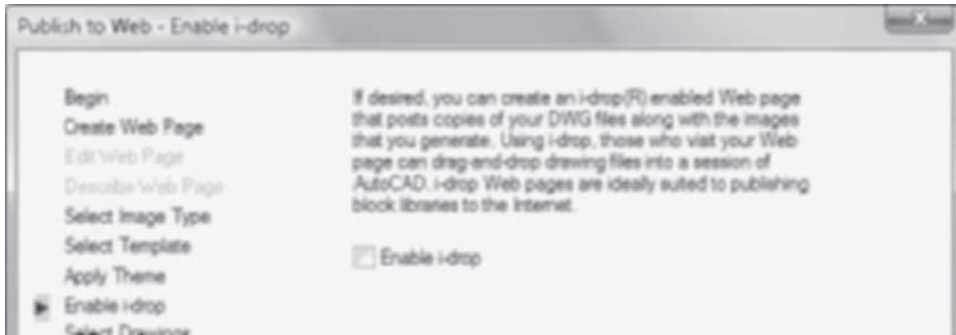 Publish to Web - Enable i-drop
Begin
Create Web Page
Edit Web Page
Describe Web Page
Select Image Type
Select Template
Apply Theme
Enable i-drop
Select Drawings
If desired, you can create an i-drop(R) enabled Web page
that posts copies of your DWG files along with the images
that you generate. Using i-drop, those who visit your Web
page can drag-and-drop drawing files into a session of
AutoCAD. i-drop Web pages are ideally suited to publishing
block libraries to the Internet.
Enable i-drop